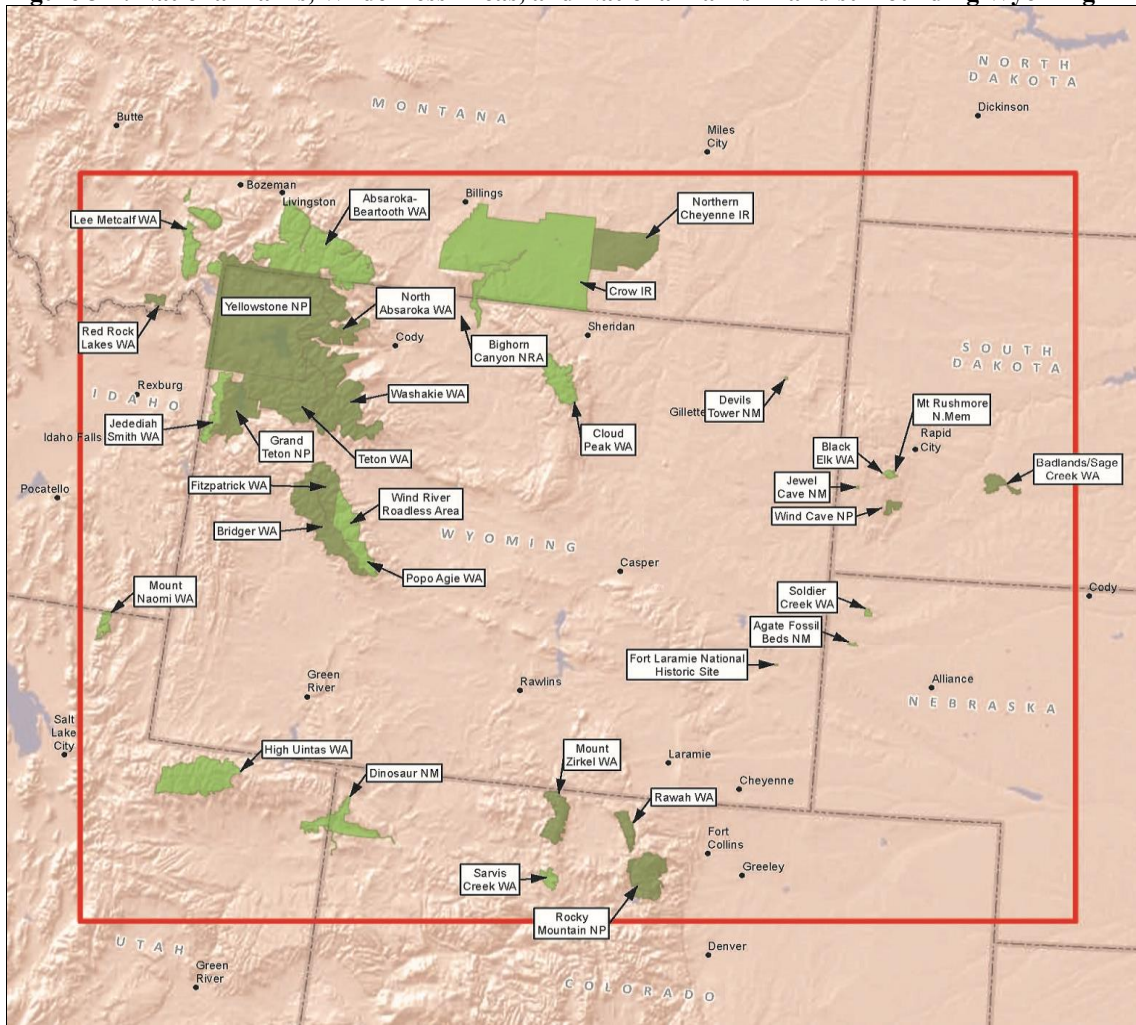 Wilderness Areas, and National
surrounding Wyoming
NORTH
DAKOTA
MONTANA
Butte
Dickinson
Miles
City
Bozeman
Livingston
Absaroka-
Beartooth WA
Billings
Northern
Cheyenne IR
Lee Metcalf WA
Crow IR
Yellowstone NP
North
Absaroka WA
Red Rock
Lakes WA
Cody
Bighorn
Canyon NRA
Sheridan
SOUTH
DAKOTA
Rexburg
IDAHO
Washakie WA
Gillette
Devils
Tower NM
Mt Rushmore
N.Mem
Idaho Falls
Jedediah
Smith WA
Grand
Teton NP
Teton WA
Cloud
Peak WA
Rapid
City
Black
Elk WA
Badlands/Sage
Creek WA
Pocatello
Fitzpatrick WA
Wind River
Roadless Area
Jewel
Cave NM
Wind Cave NP
Bridger WA
WYOMING
Popo Agie WA
Casper
Mount
Naomi WA
Soldier
Creek WA
Cody
Agate Fossil
Beds NM
Fort Laramie National
Historic Site
Green
River
Rawlins
Alliance
NEBRASKA
Salt
Lake
City
High Uintas WA
Mount
Zirkel WA
Laramie
Dinosaur NM
Cheyenne
Rawah WA
Fort
Collins
Greeley
Sarvis
Creek WA
Rocky
Mountain NP
UTAH
Denver
Green
River
COLORADO